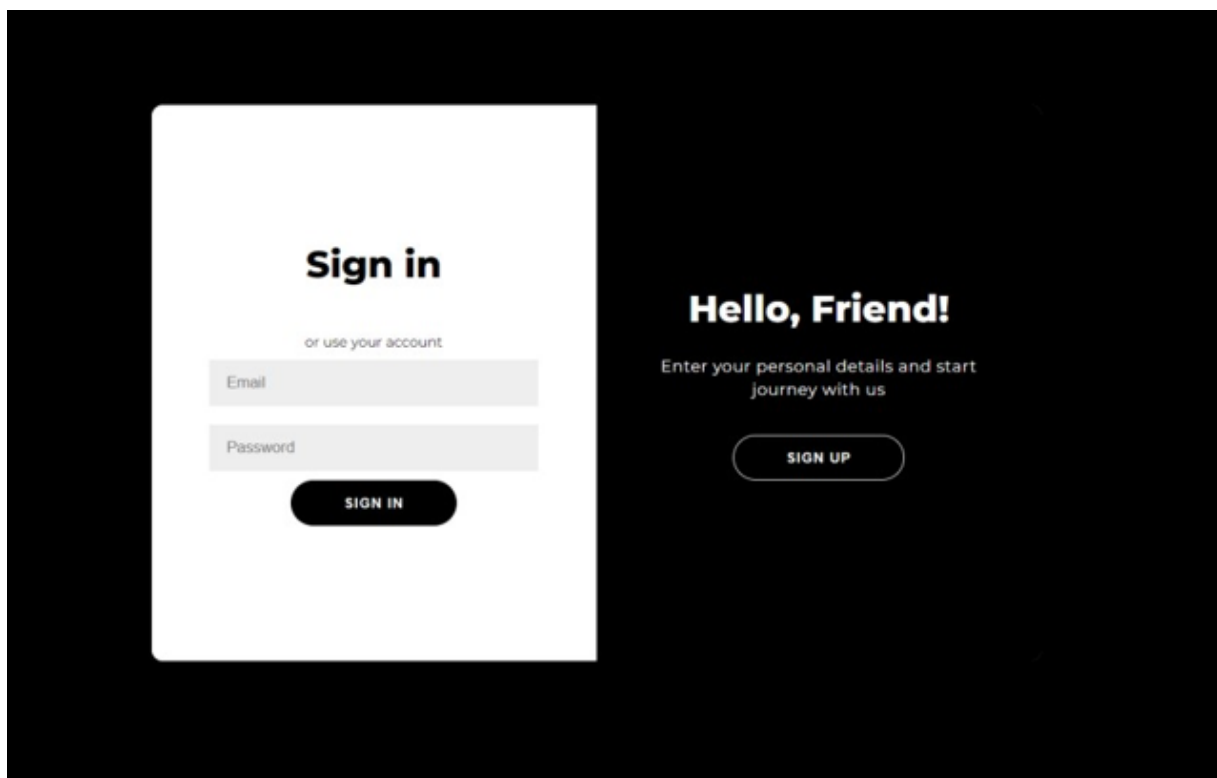 Sign in
or use your account
Email
Password
SIGN IN
Hello, Friend!
Enter your personal details and start
journey with us
SIGN UP